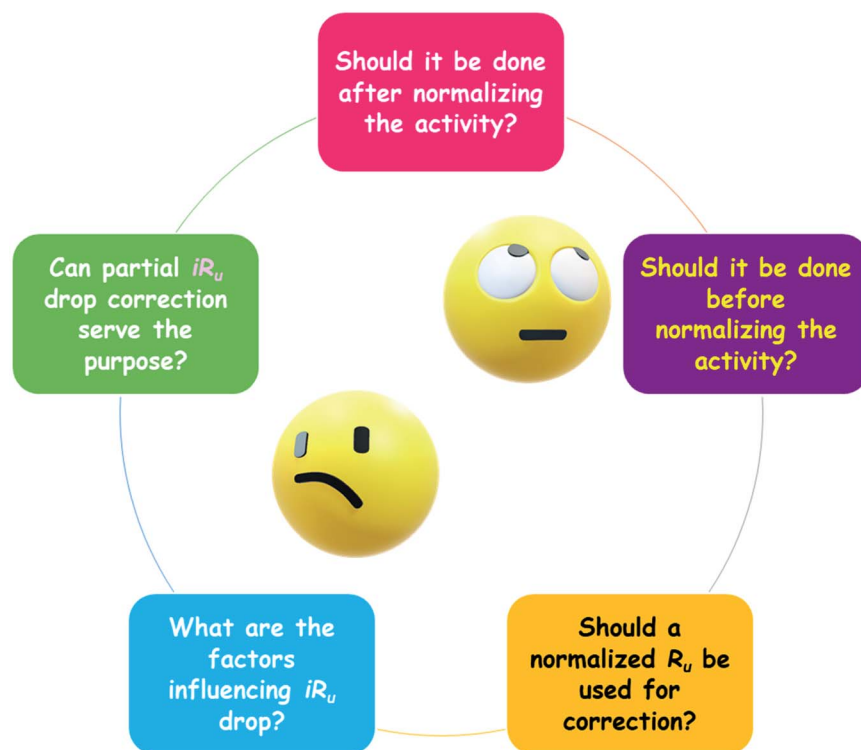 Should it be done
after normalizing
the activity?
Can partial iRu
drop correction
serve the
purpose?
Should it be done
before
normalizing the
activity?
What are the
factors
influencing iRu
drop?
Should a
normalized Ru be
used for
correction?